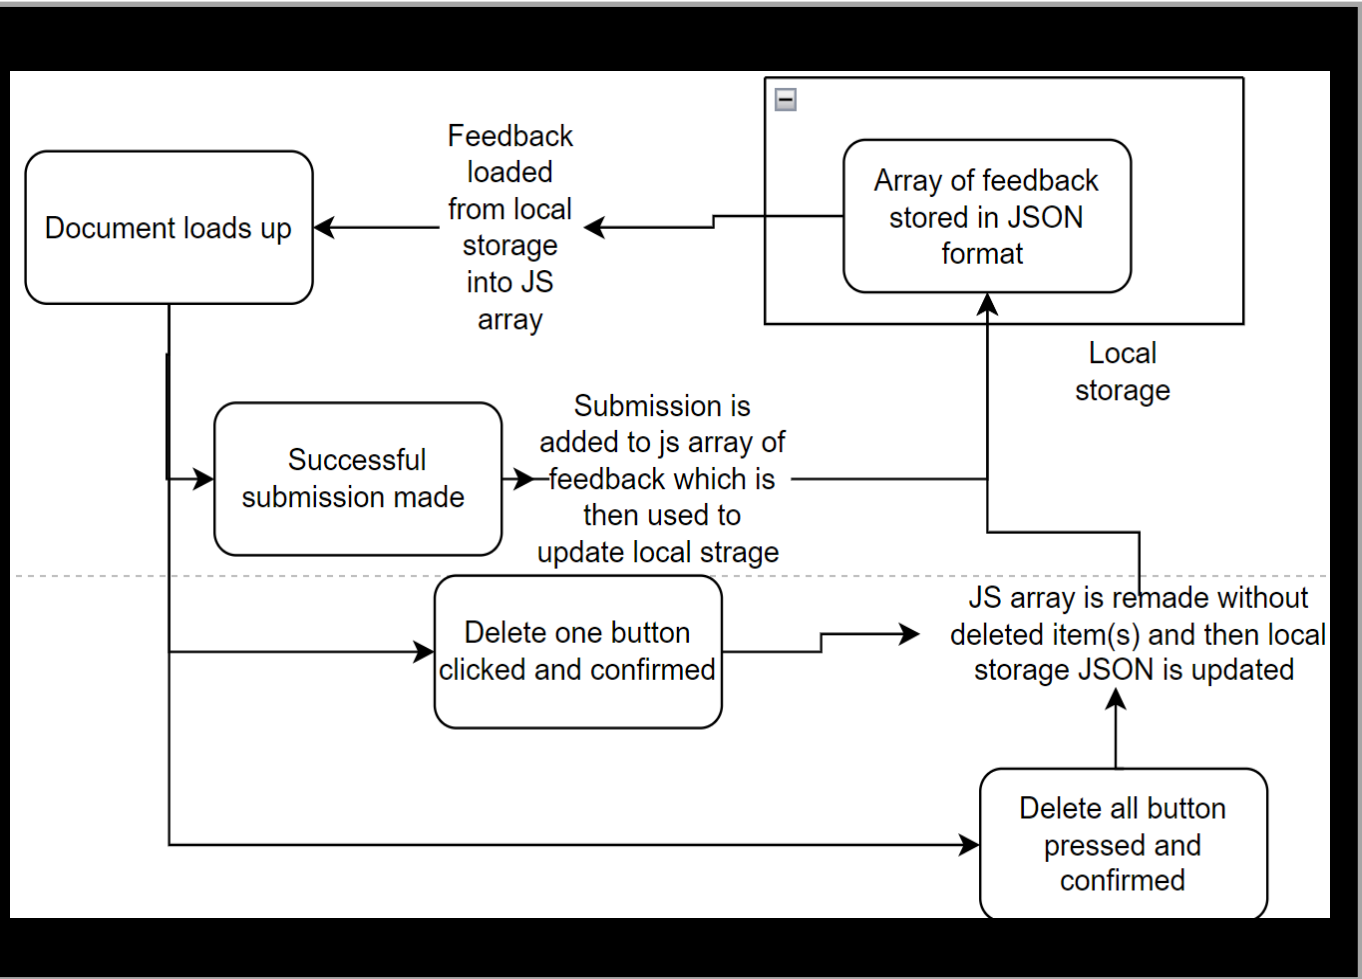 Document loads up
Feedback
loaded
from local
storage
into JS
array
Array of feedback
stored in JSON
format
Local
storage
Successful
submission made
Submission is
added to js array of
feedback which is
then used to
update local strage
Delete one button
clicked and confirmed
JS array is remade without
deleted item(s) and then local
storage JSON is updated
Delete all button
pressed and
confirmed